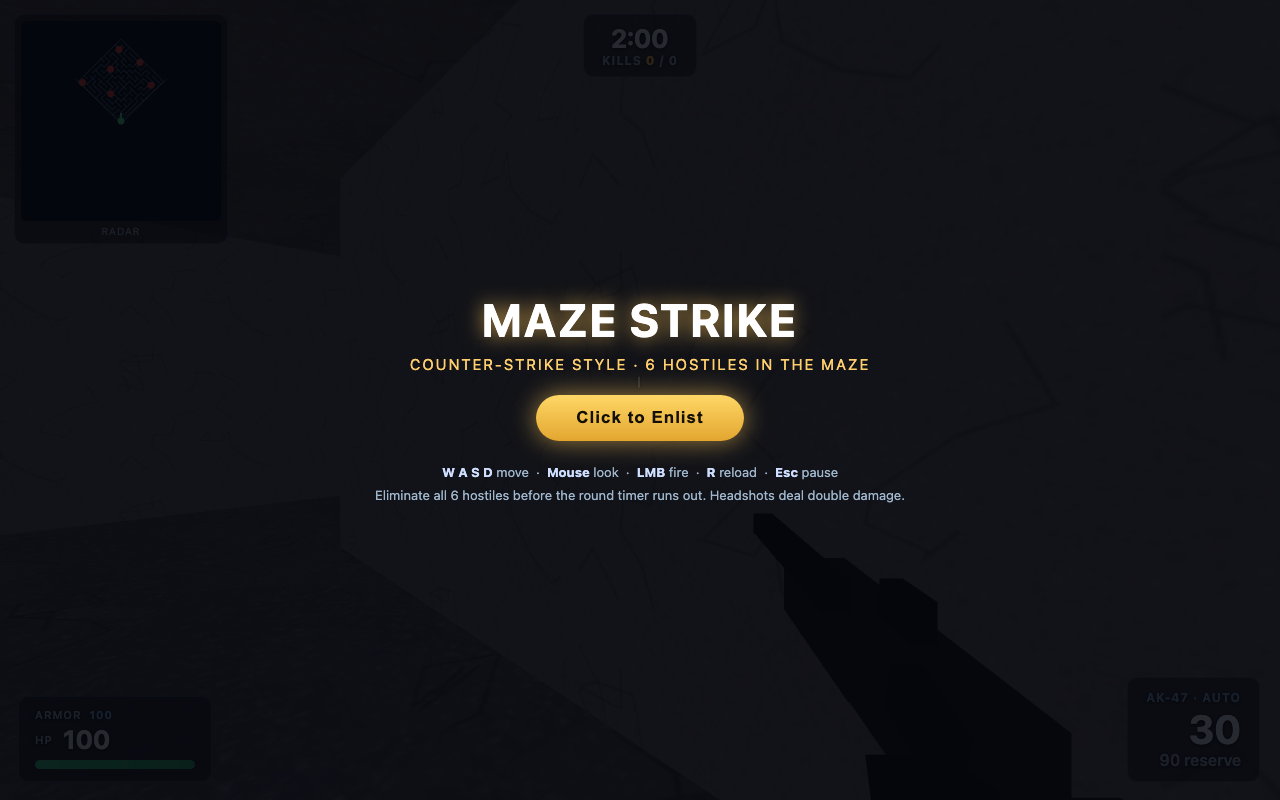 2:00
KILLS 0 / 0
RADAR
MAZE STRIKE
COUNTER-STRIKE STYLE · 6 HOSTILES IN THE MAZE
Click to Enlist
W A S D move · Mouse look · LMB fire · R reload · Esc pause
Eliminate all 6 hostiles before the round timer runs out. Headshots deal double damage.
ARMOR 100
HP 100
AK-47 · AUTO
30
90 reserve